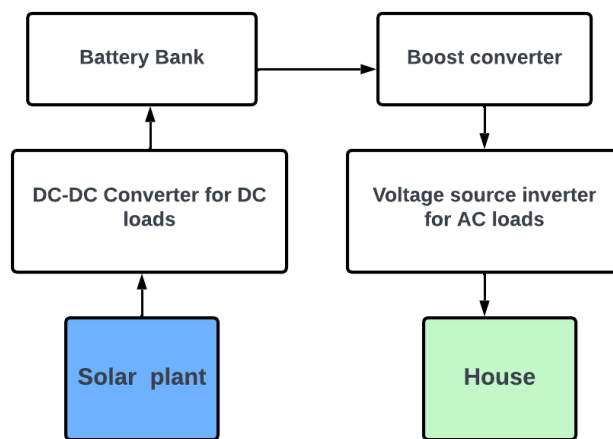 Battery Bank
Boost converter
DC-DC Converter for DC
loads
Voltage source inverter
for AC loads
Solar plant
House